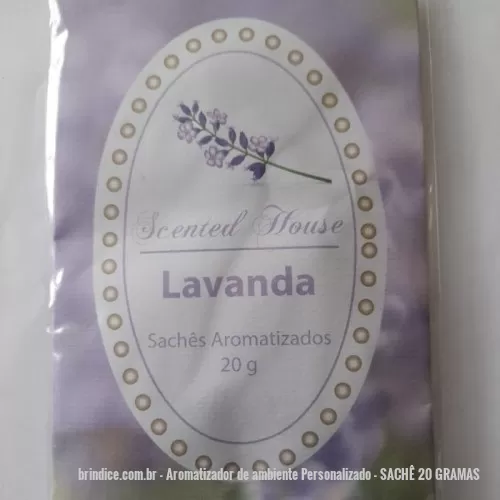 Scented House
Lavanda
Sachês Aromatizados
20 g
brindice.com.br - Aromatizador de ambiente Personalizado - SACHÊ 20 GRAMAS